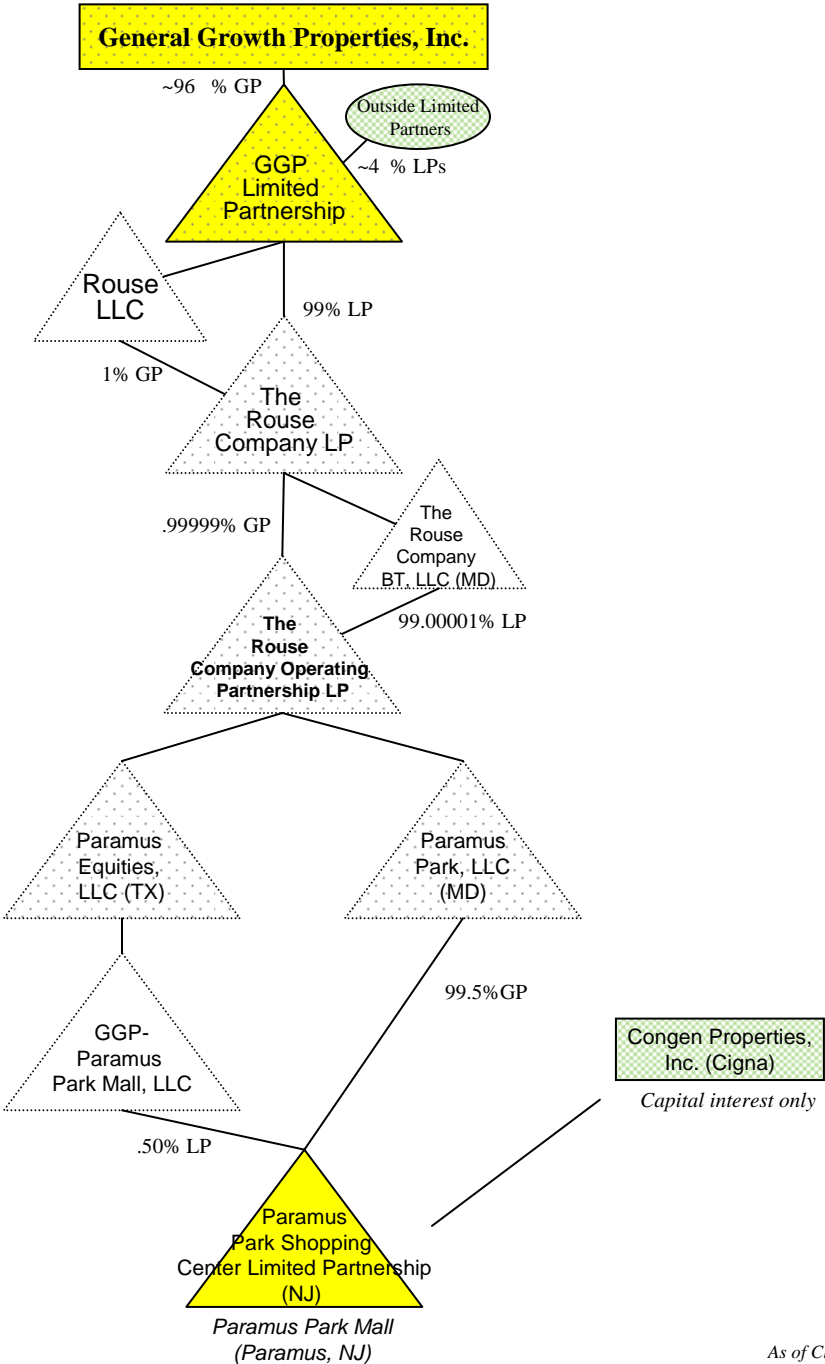 General Growth Properties, Inc.
~96 % GP
Outside Limited
Partners
GGP
Limited
Partnership
~4 % LPs
Rouse
LLC
99% LP
1% GP
The
Rouse
Company LP
.99999% GP
The
Rouse
Company
BT, LLC (MD)
99.00001% LP
The
Rouse
Company Operating
Partnership LP
Paramus
Equities,
LLC (TX)
Paramus
Park, LLC
(MD)
99.5%GP
GGP-
Paramus
Park Mall, LLC
Congen Properties,
Inc. (Cigna)
Capital interest only
.50% LP
Paramus
Park Shopping
Center Limited Partnership
(NJ)
Paramus Park Mall
(Paramus, NJ)
As of